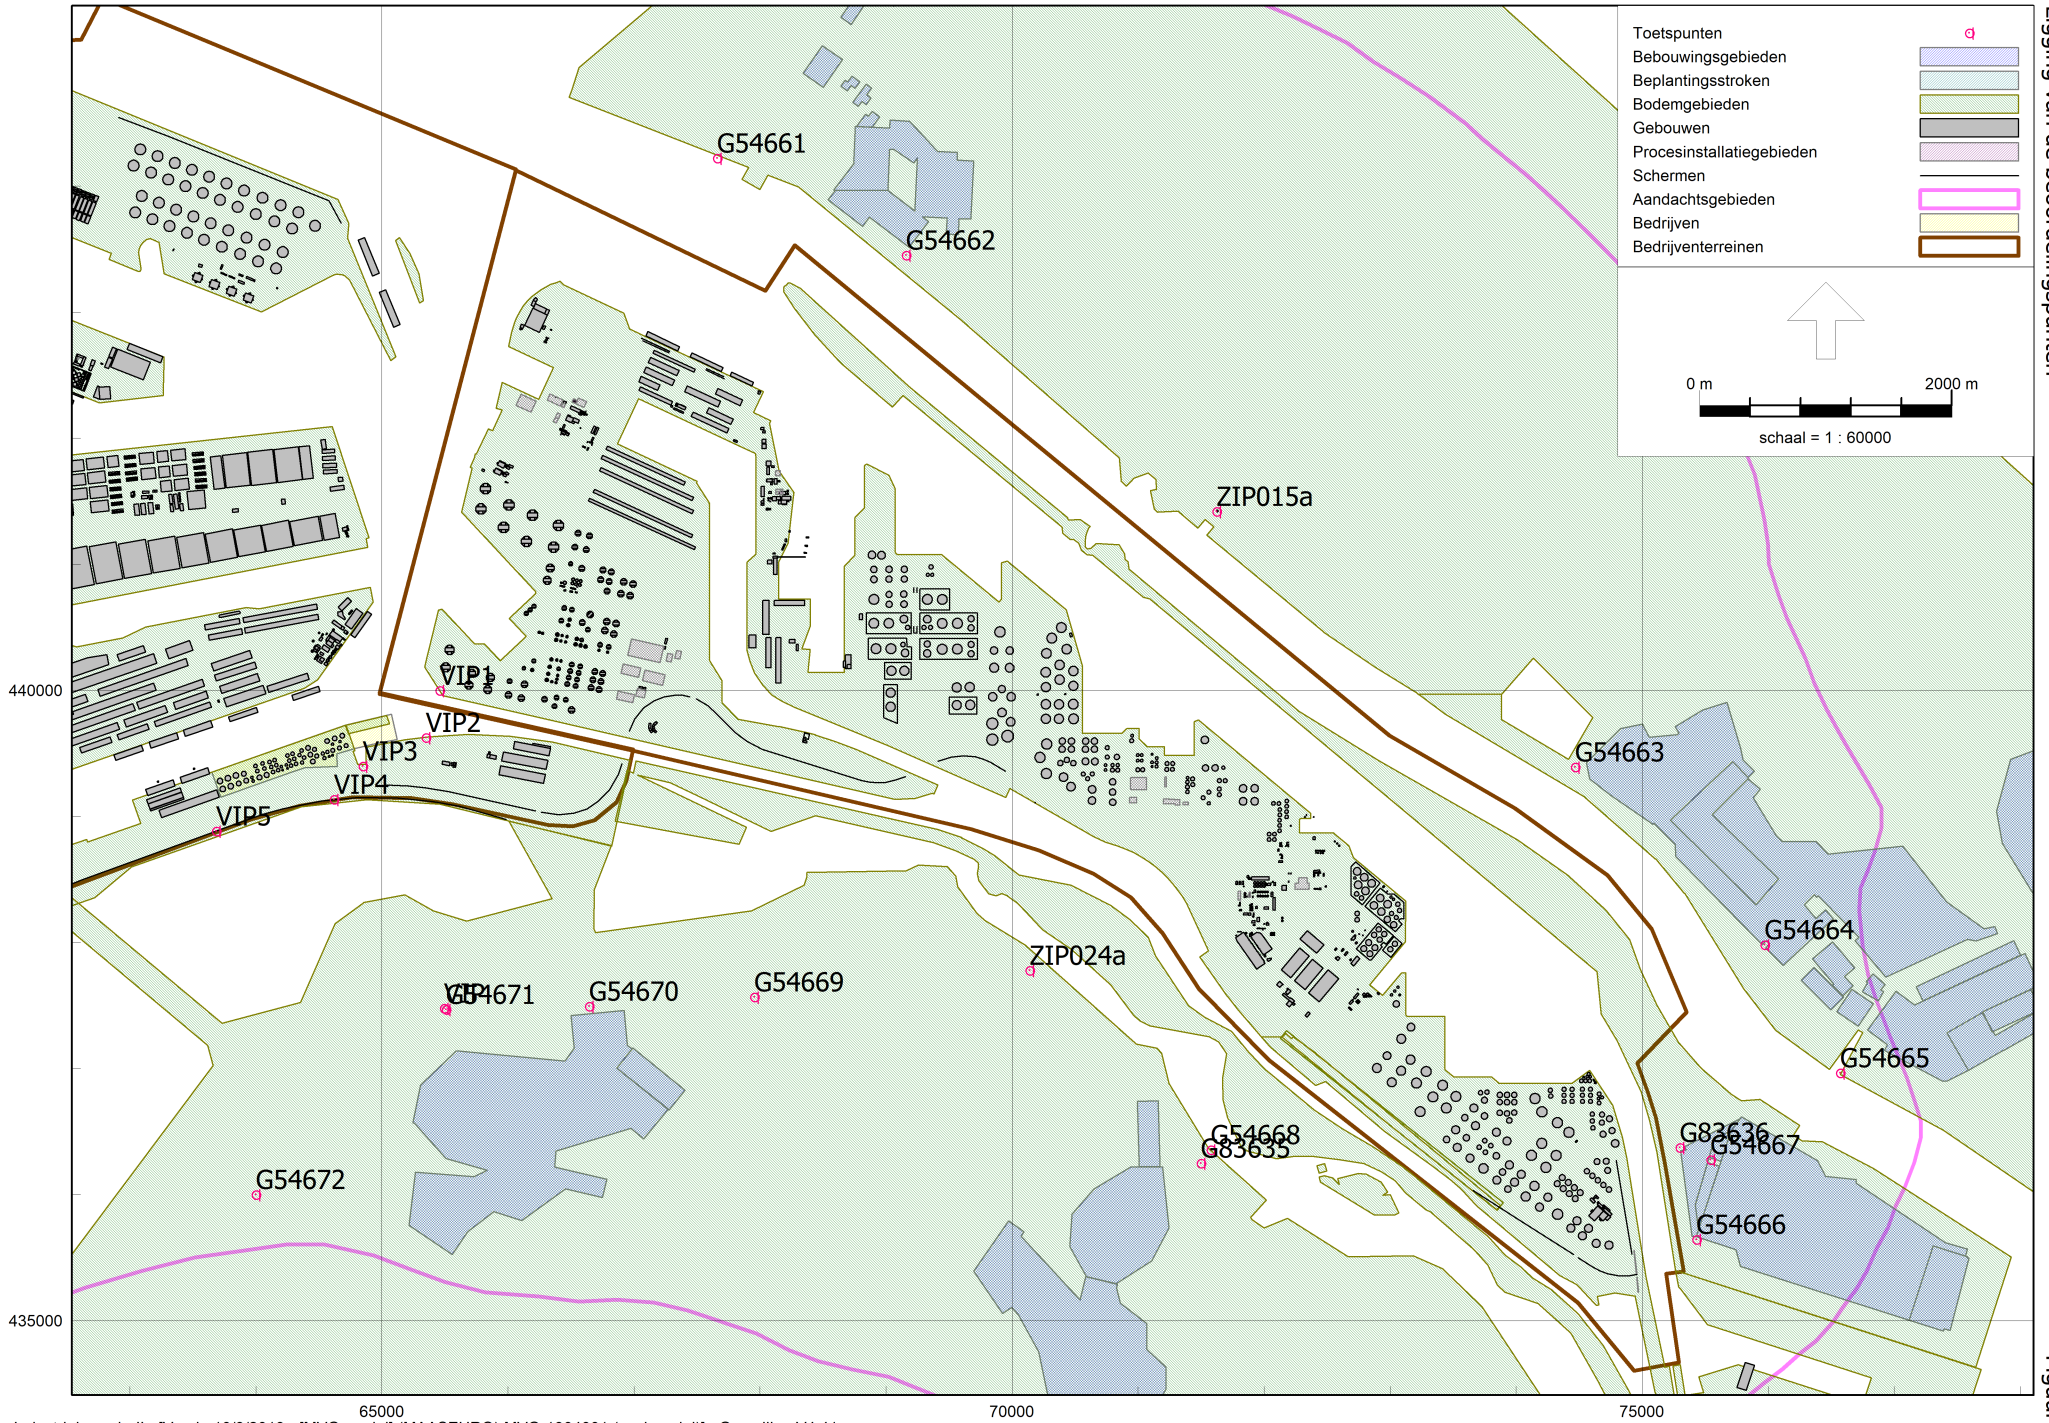 Toetspunten
Bebouwingsgebieden
Beplantingsstroken
Bodemgebieden
Gebouwen
Procesinstallatiegebieden
Schermen
Aandachtsgebieden
Bedrijven
Bedrijventerreinen
0 m
2000 m
schaal = 1 : 60000
G54661
G54662
ZIP015a
440000
VIP1
VIP2
VIP3
VIP4
VIP5
G54663
G54664
ZIP024a
G54669
G54670
VIP
G54671
G54665
G54668
G83635
G83636
G54667
G54672
G54666
435000
65000
70000
75000